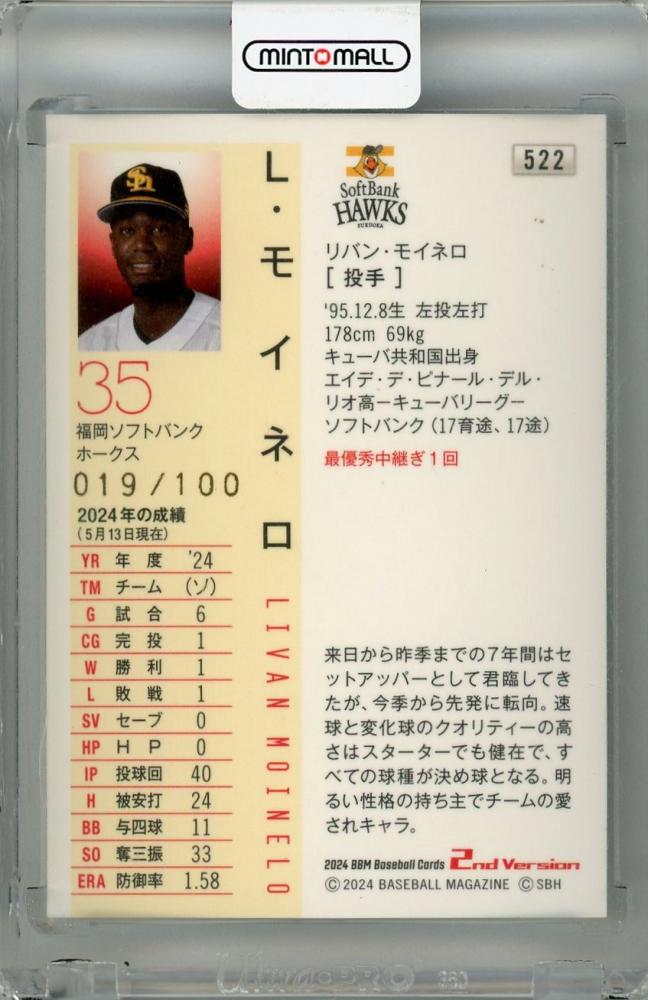 MINTOMALL
522
SoftBank
HAWKS
FUKUOKA
L・モイネロ
LIVAN MOINELO
リバン・モイネロ
[ 投手 ]
'95.12.8生 左投左打
178cm 69kg
キューバ共和国出身
エイデ・デ・ピナール・デル・
リオ高ーキューバリーグー
ソフトバンク（17育途、17途）
最優秀中継ぎ1回
35
福岡ソフトバンク
ホークス
019/100
2024年の成績
（5月13日現在）
YR 年度 '24
TM チーム （ソ）
G 試合 6
CG 完投 1
W 勝利 1
L 敗戦 1
SV セーブ 0
HP HP 0
IP 投球回 40
H 被安打 24
BB 与四球 11
SO 奪三振 33
ERA 防御率 1.58
来日から昨季までの7年間はセ
ットアッパーとして君臨してき
たが、今季から先発に転向。速
球と変化球のクオリティーの高
さはスターターでも健在で、す
べての球種が決め球となる。明
るい性格の持ち主でチームの愛
されキャラ。
2024 BBM Baseball Cards 2nd Version
©2024 BASEBALL MAGAZINE ©SBH